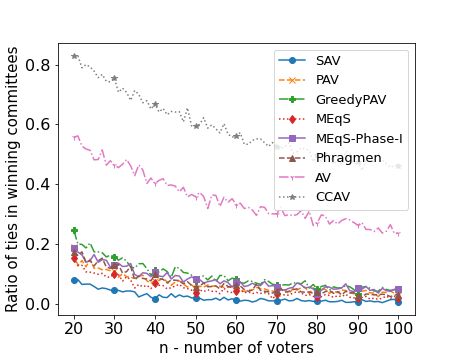 Ratio of ties in winning committees
0.8
0.6
0.4
0.2
0.0
SAV
PAV
GreedyPAV
MEqS
MEqS-Phase-I
Phragmen
AV
CCAV
20 30 40 50 60 70 80 90 100
n - number of voters